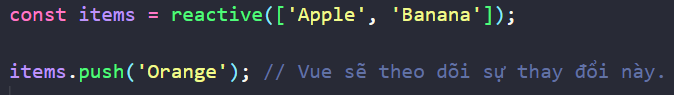 const items = reactive(['Apple', 'Banana']);
items.push('Orange'); // Vue sẽ theo dõi sự thay đổi này.